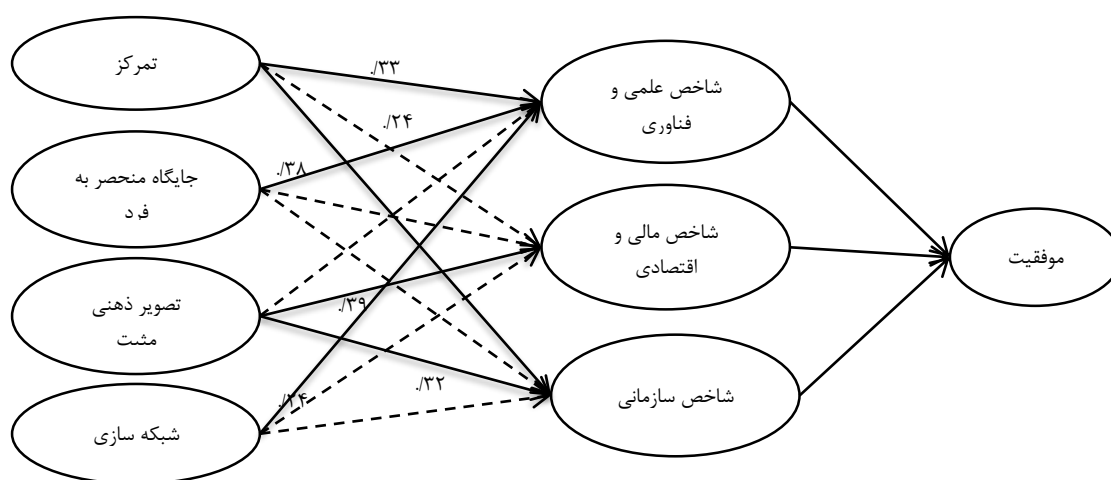 تمرکز
./۳۳
شاخص علمی و
فناوری
./۲۴
جایگاه منحصر به
فرد
./۳۸
شاخص مالی و
اقتصادی
موفقیت
تصویر ذهنی
مثبت
./۳۹
./۳۲
شاخص سازمانی
./۲۴
شبکه سازی